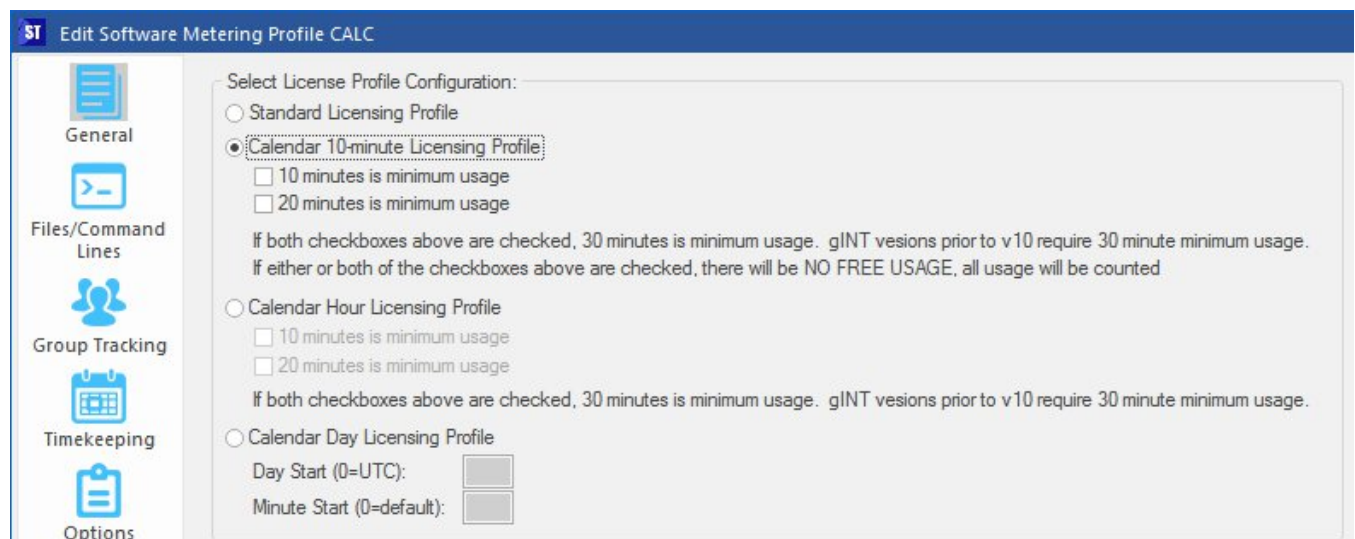 ST Edit Software Metering Profile CALC
General
Files/Command
Lines
Group Tracking
Timekeeping
Options
Select License Profile Configuration:
Standard Licensing Profile
Calendar 10-minute Licensing Profile
10 minutes is minimum usage
20 minutes is minimum usage
If both checkboxes above are checked, 30 minutes is minimum usage. gINT vesions prior to v10 require 30 minute minimum usage.
If either or both of the checkboxes above are checked, there will be NO FREE USAGE, all usage will be counted
Calendar Hour Licensing Profile
10 minutes is minimum usage
20 minutes is minimum usage
If both checkboxes above are checked, 30 minutes is minimum usage. gINT vesions prior to v10 require 30 minute minimum usage.
Calendar Day Licensing Profile
Day Start (0=UTC):
Minute Start (0=default):